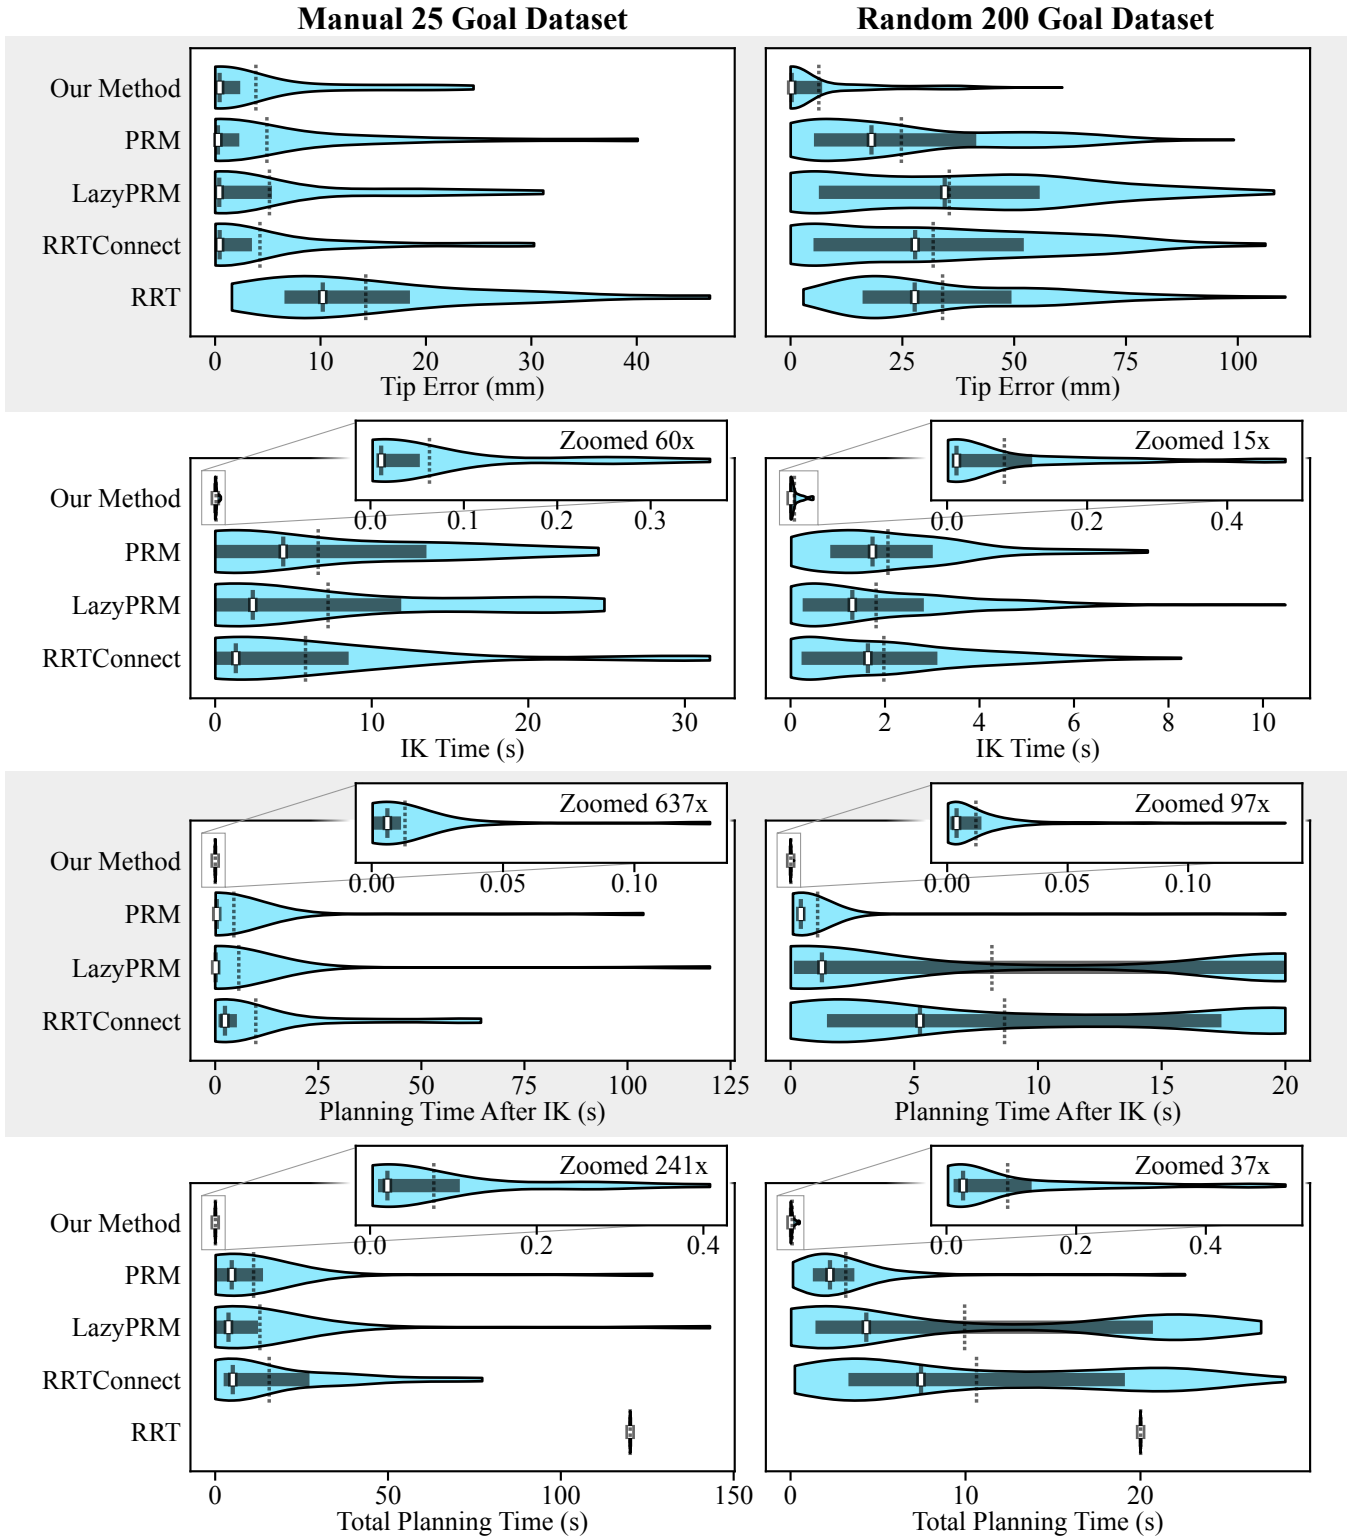 Manual 25 Goal Dataset Random 200 Goal Dataset
Our Method
PRM
LazyPRM
RRTConnect
RRT
0 10 20 30 40 0 25 50 75 100
Tip Error (mm) Tip Error (mm)
Zoomed 60x Zoomed 15x
Our Method
0.0 0.1 0.2 0.3 0.0 0.2 0.4
PRM
LazyPRM
RRTConnect
0 10 20 30 0 2 4 6 8 10
IK Time (s) IK Time (s)
Zoomed 637x Zoomed 97x
Our Method
0.00 0.05 0.10 0.00 0.05 0.10
PRM
LazyPRM
RRTConnect
0 25 50 75 100 125 0 5 10 15 20
Planning Time After IK (s) Planning Time After IK (s)
Zoomed 241x Zoomed 37x
Our Method
0.0 0.2 0.4 0.0 0.2 0.4
PRM
LazyPRM
RRTConnect
RRT
0 50 100 150 0 10 20
Total Planning Time (s) Total Planning Time (s)